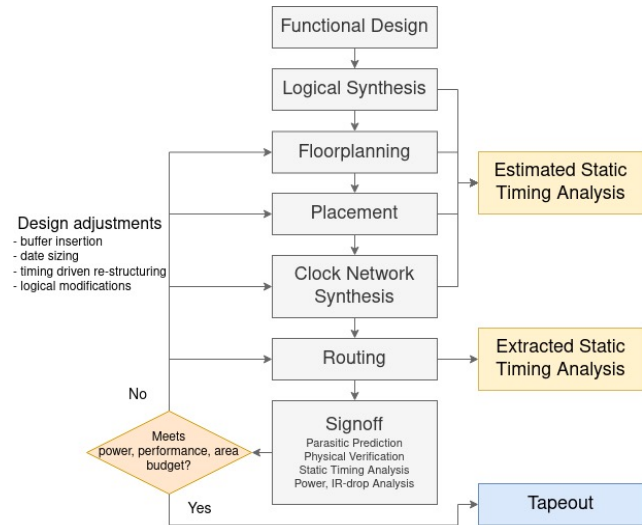 Functional Design
Logical Synthesis
Floorplanning
Estimated Static
Timing Analysis
Placement
Design adjustments
- buffer insertion
- date sizing
- timing driven re-structuring
- logical modifications
Clock Network
Synthesis
Routing
Extracted Static
Timing Analysis
No
Signoff
Parasitic Prediction
Physical Verification
Static Timing Analysis
Power, IR-drop Analysis
Meets
power, performance, area
budget?
Yes
Tapeout